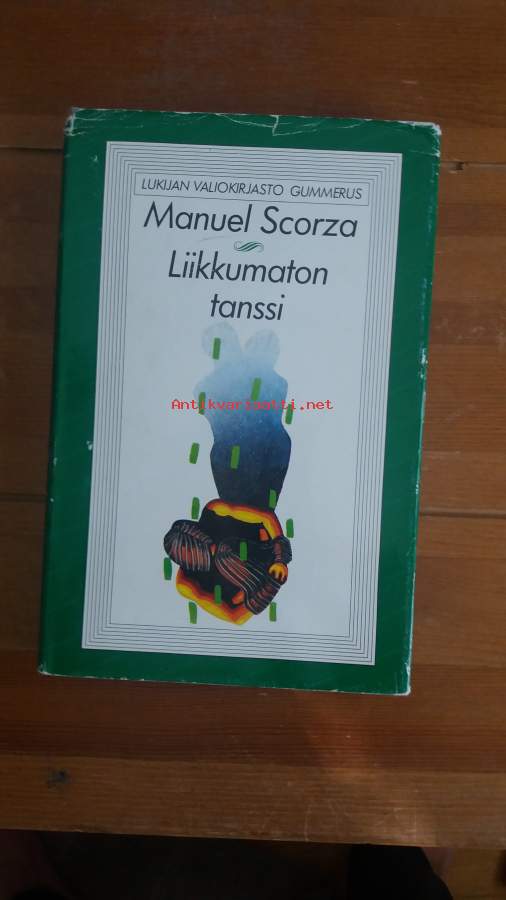 LUKIJAN VALIOKIRJASTO GUMMERUS
Manuel Scorza
Liikkumaton
tanssi
Antikvariaatti.net